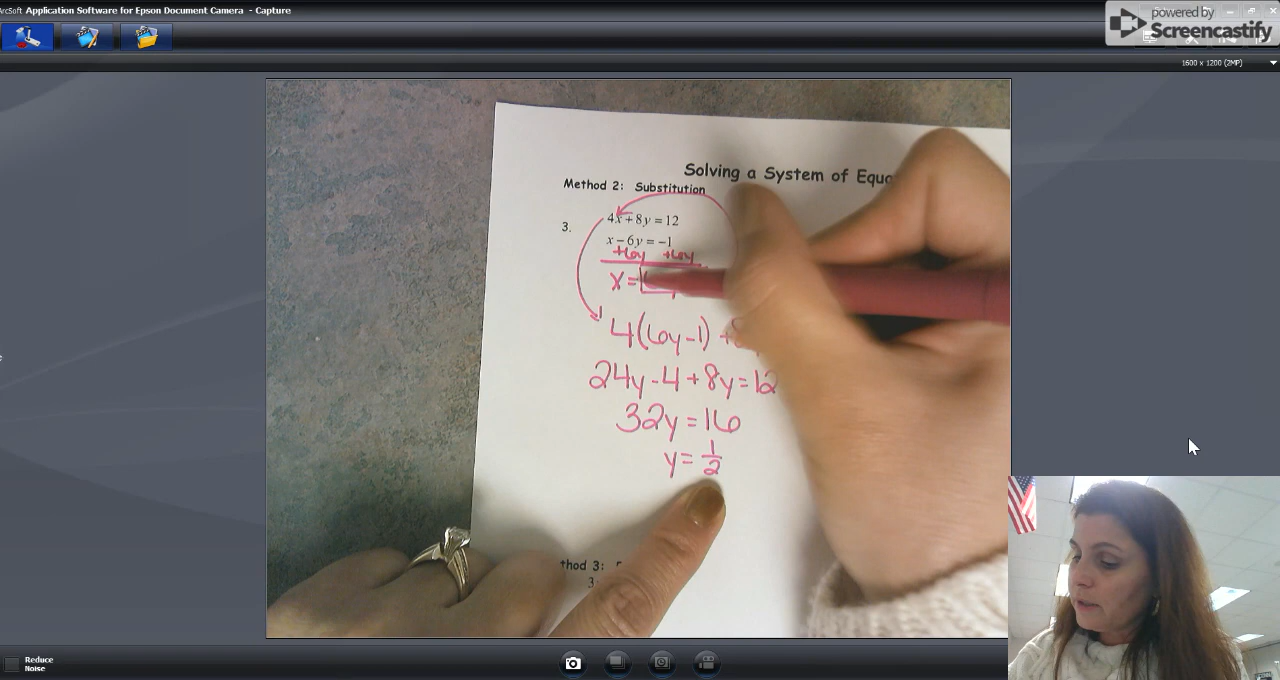 ArcSoft Application Software for Epson Document Camera - Capture
powered by
Screencastify
1600 x 1200 (2MP)
Solving a System of
Method 2: Substitution
3.
4x + 8y = 12
x - 6y = -1
+6y +6y
x =
4(6y-1) +
24y-4+8y=12
32y=16
y= 1/2
thod 3:
Reduce
Noise